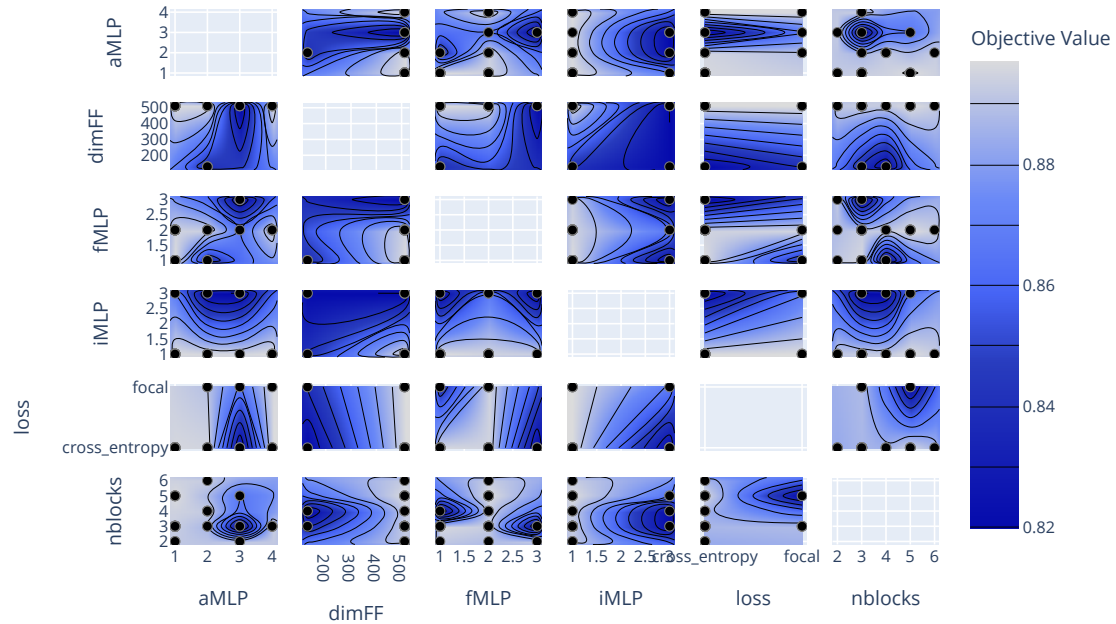 Objective Value
0.88
0.86
0.84
0.82
aMLP
4
3
2
1
dimFF
500
400
300
200
fMLP
3
2.5
2
1.5
1
iMLP
3
2.5
2
1.5
1
loss
focal
cross_entropy
nblocks
6
5
4
3
2
1 2 3 4
200 300 400 500
1 1.5 2 2.5 3
1 1.5 2 2.5 3
cross_entropy focal
2 3 4 5 6
aMLP dimFF fMLP iMLP loss nblocks